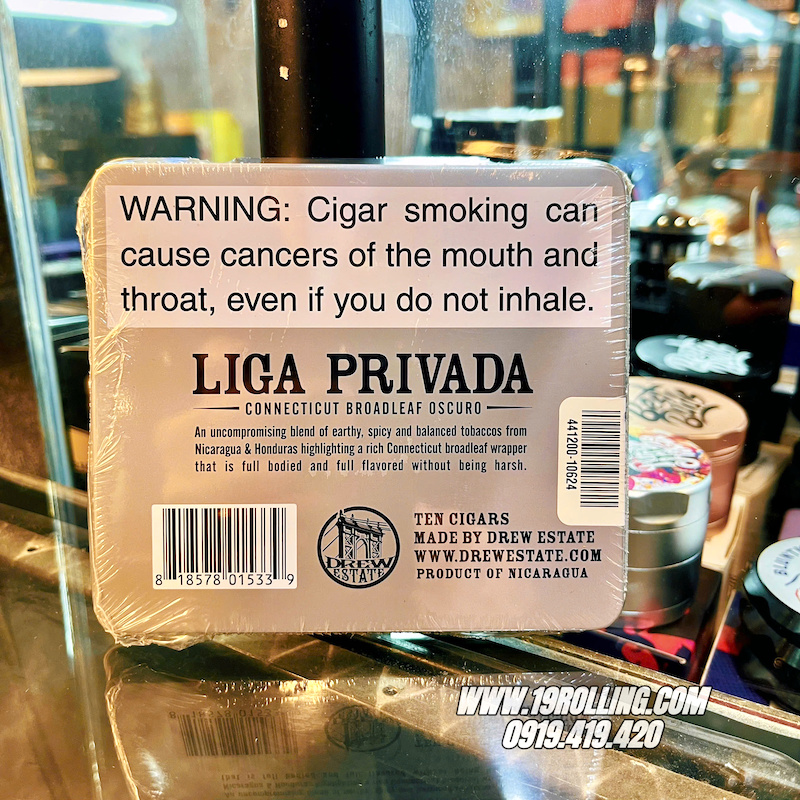 WARNING: Cigar smoking can
cause cancers of the mouth and
throat, even if you do not inhale.
LIGA PRIVADA
CONNECTICUT BROADLEAF OSCURO
An uncompromising blend of earthy, spicy and balanced tobaccos from
Nicaragua & Honduras highlighting a rich Connecticut broadleaf wrapper
that is full bodied and full flavored without being harsh.
441200-10624
8 18578 01533 9
DREW
ESTATE
TEN CIGARS
MADE BY DREW ESTATE
WWW.DREWESTATE.COM
PRODUCT OF NICARAGUA
WWW.19ROLLING.COM
0919.419.420